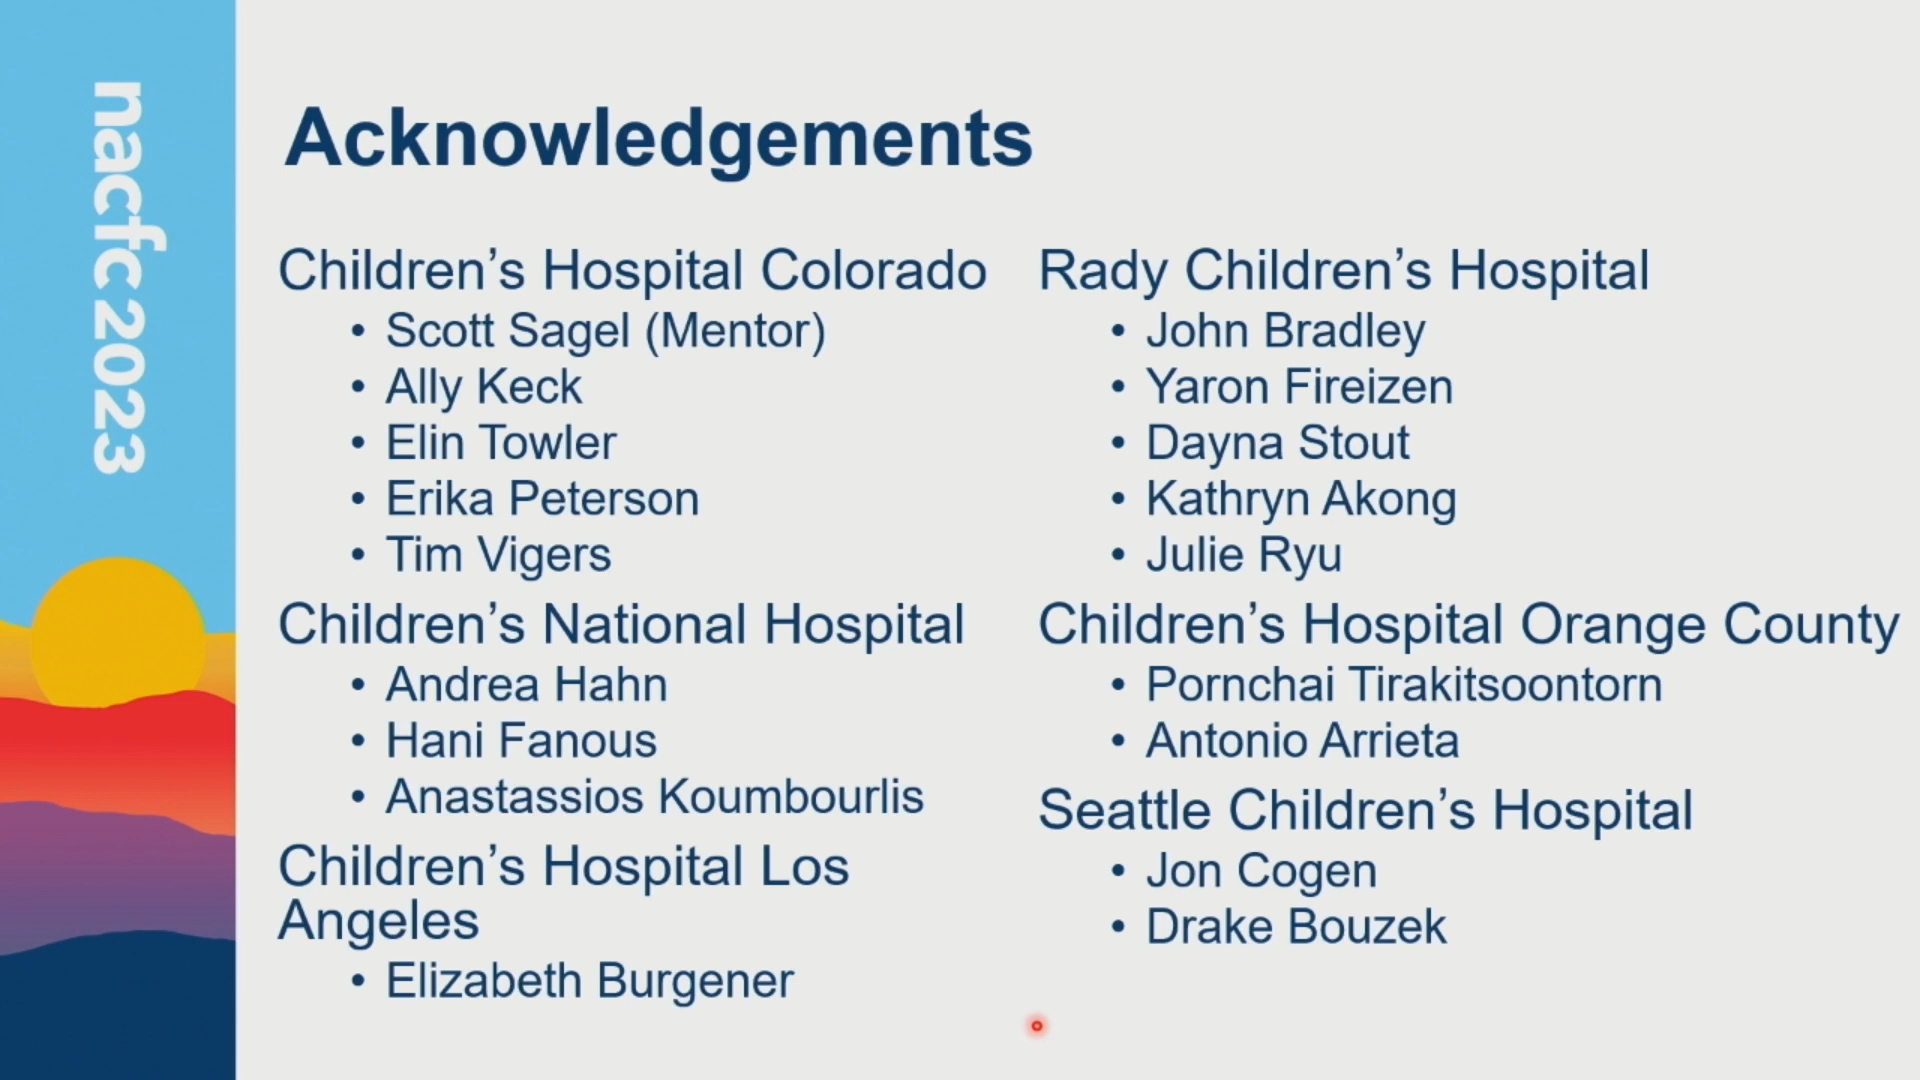 nacfc 2023
Acknowledgements
Children’s Hospital Colorado
• Scott Sagel (Mentor)
• Ally Keck
• Elin Towler
• Erika Peterson
• Tim Vigers
Children’s National Hospital
• Andrea Hahn
• Hani Fanous
• Anastassios Koumbourlis
Children’s Hospital Los
Angeles
• Elizabeth Burgener
Rady Children’s Hospital
• John Bradley
• Yaron Fireizen
• Dayna Stout
• Kathryn Akong
• Julie Ryu
Children’s Hospital Orange County
• Pornchai Tirakitsoontorn
• Antonio Arrieta
Seattle Children’s Hospital
• Jon Cogen
• Drake Bouzek